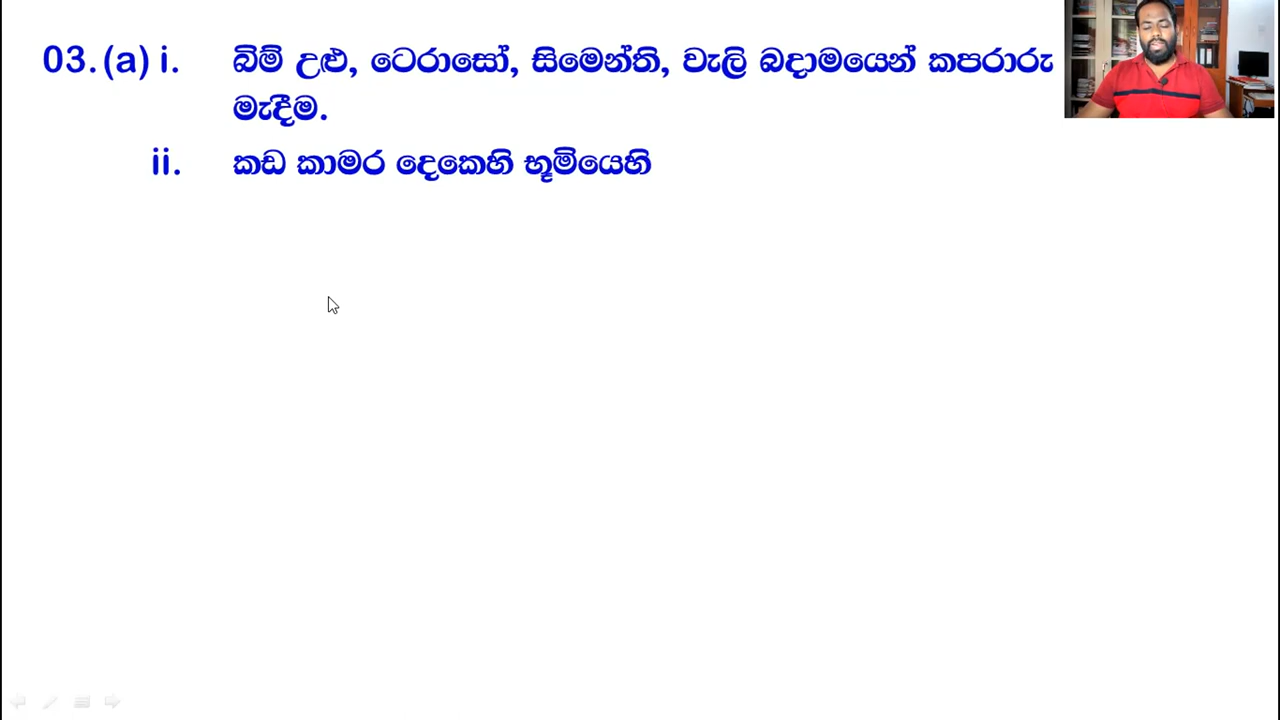 03. (a) i. බිම් උළු, ටෙරාසෝ, සිමෙන්ති, වැලි බදාමයෙන් කපරාරු
මැදීම.
ii. කඩ කාමර දෙකෙහි භූමියෙහි